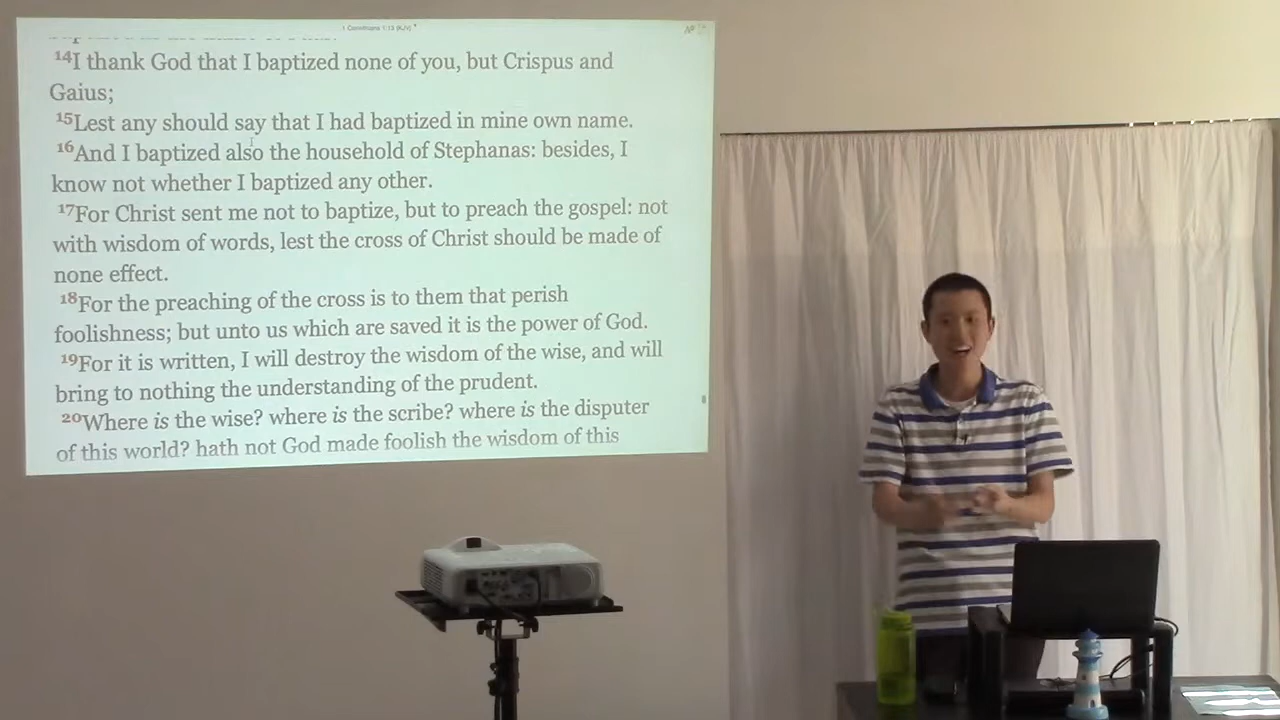 1 Corinthians 1:13 (KJV)
14I thank God that I baptized none of you, but Crispus and
Gaius;
15Lest any should say that I had baptized in mine own name.
16And I baptized also the household of Stephanas: besides, I
know not whether I baptized any other.
17For Christ sent me not to baptize, but to preach the gospel: not
with wisdom of words, lest the cross of Christ should be made of
none effect.
18For the preaching of the cross is to them that perish
foolishness; but unto us which are saved it is the power of God.
19For it is written, I will destroy the wisdom of the wise, and will
bring to nothing the understanding of the prudent.
20Where is the wise? where is the scribe? where is the disputer
of this world? hath not God made foolish the wisdom of this